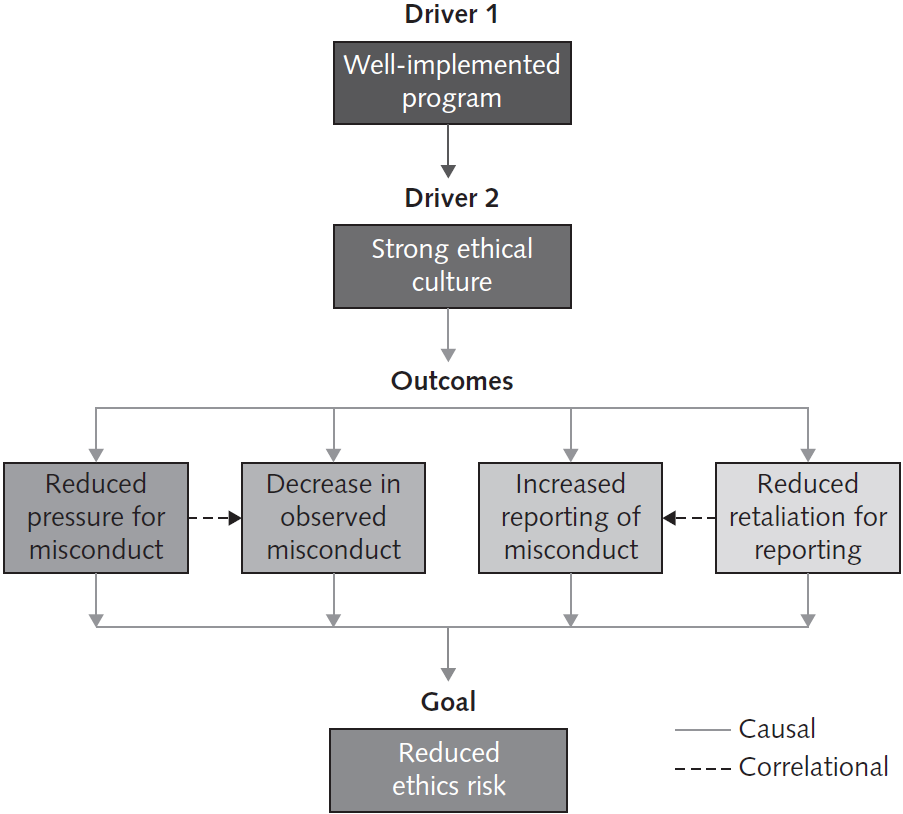 Driver 1
Well-implemented
program
Driver 2
Strong ethical
culture
Outcomes
Reduced
pressure for
misconduct
Decrease in
observed
misconduct
Increased
reporting of
misconduct
Reduced
retaliation for
reporting
Goal
Reduced
ethics risk
Causal
Correlational